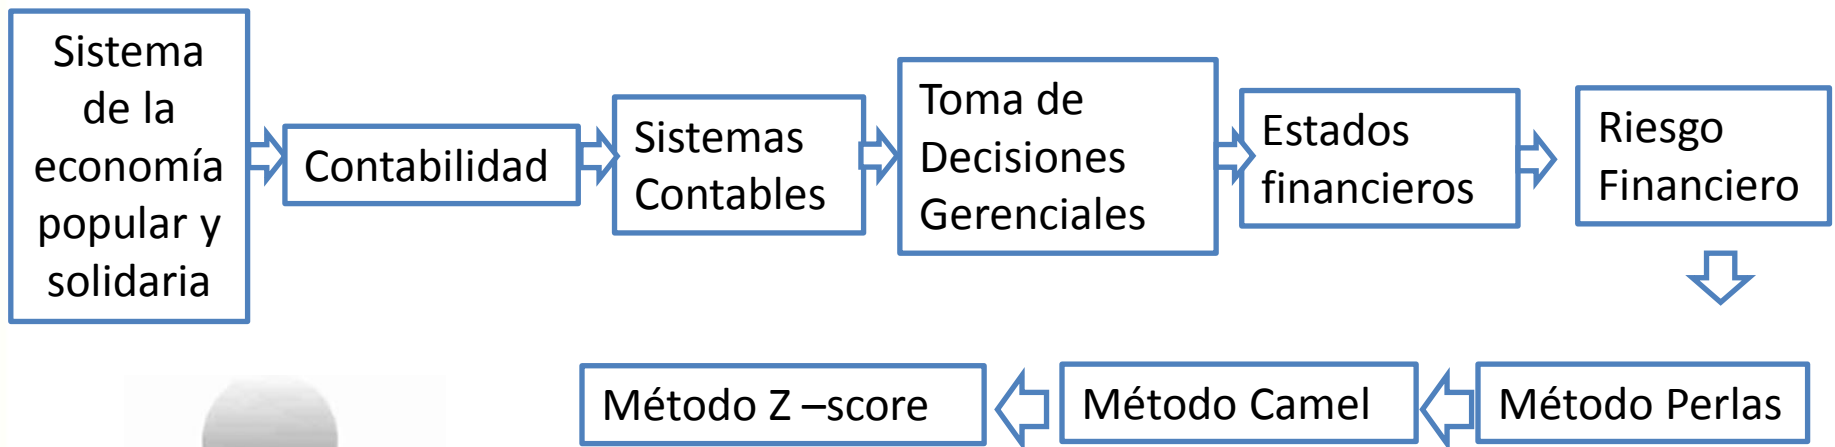 Sistema
de la
economía
popular y
solidaria
Contabilidad
Sistemas
Contables
Toma de
Decisiones
Gerenciales
Estados
financieros
Riesgo
Financiero
Método Perlas
Método Camel
Método Z –score